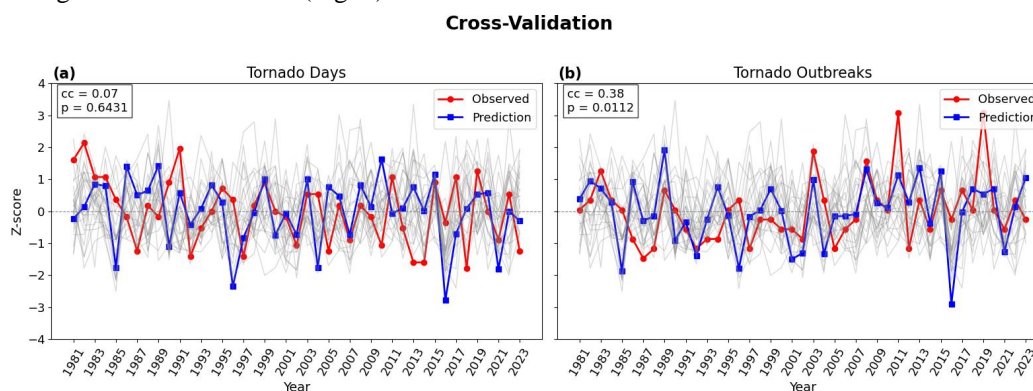 Cross-Validation
(a) Tornado Days
(b) Tornado Outbreaks
cc = 0.07
p = 0.6431
Observed
Prediction
cc = 0.38
p = 0.0112
Observed
Prediction
Z-score
4
3
2
1
0
−1
−2
−3
−4
1981 1983 1985 1987 1989 1991 1993 1995 1997 1999 2001 2003 2005 2007 2009 2011 2013 2015 2017 2019 2021 2023
Year
1981 1983 1985 1987 1989 1991 1993 1995 1997 1999 2001 2003 2005 2007 2009 2011 2013 2015 2017 2019 2021 2023
Year